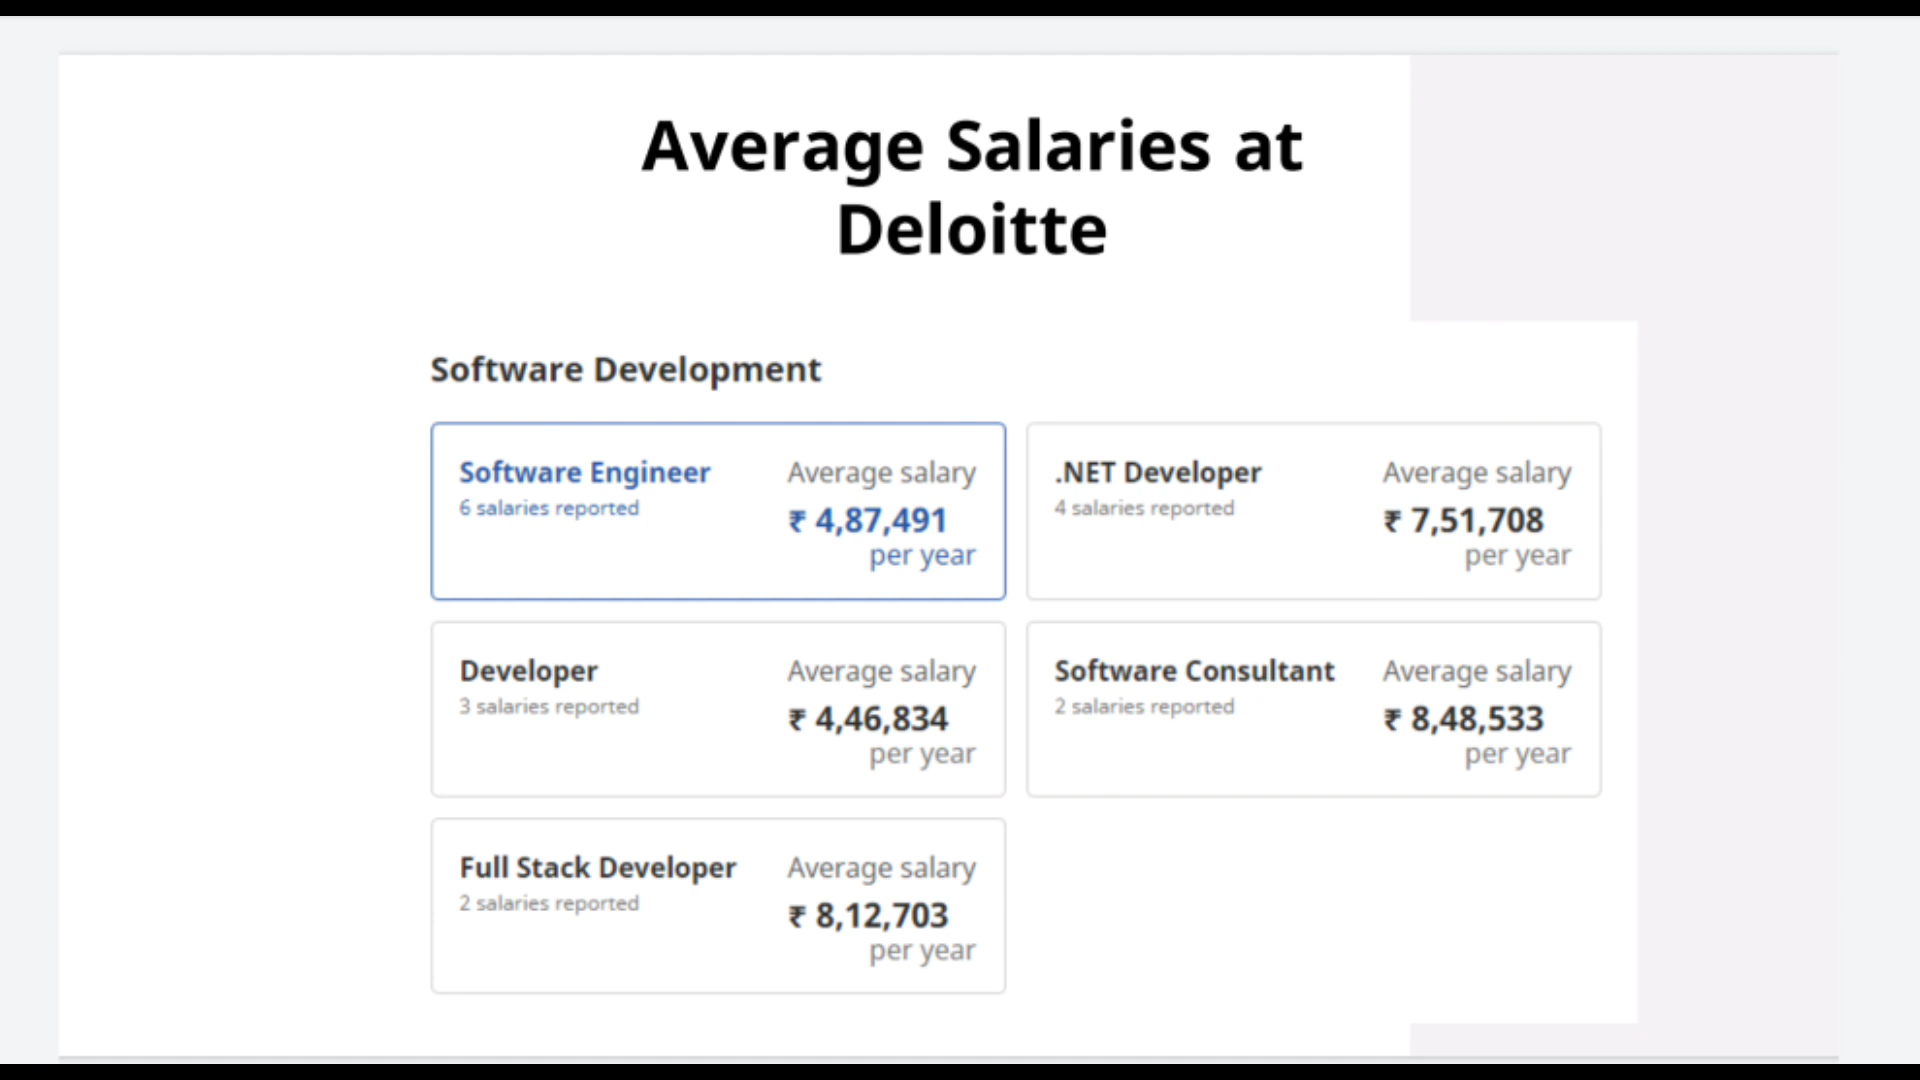 Average Salaries at
Deloitte
Software Development
Software Engineer
6 salaries reported
Average salary
₹ 4,87,491
per year
.NET Developer
4 salaries reported
Average salary
₹ 7,51,708
per year
Developer
3 salaries reported
Average salary
₹ 4,46,834
per year
Software Consultant
2 salaries reported
Average salary
₹ 8,48,533
per year
Full Stack Developer
2 salaries reported
Average salary
₹ 8,12,703
per year